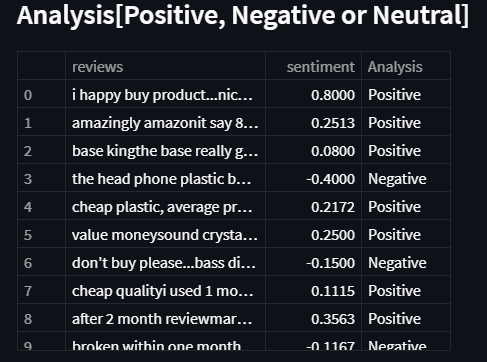 Analysis[Positive, Negative or Neutral]
reviews sentiment Analysis
0 i happy buy product...nic... 0.8000 Positive
1 amazingly amazonit say 8... 0.2513 Positive
2 base kingthe base really g... 0.0800 Positive
3 the head phone plastic b... -0.4000 Negative
4 cheap plastic, average pr... 0.2172 Positive
5 value moneysound crysta... 0.2500 Positive
6 don't buy please...bass di... -0.1500 Negative
7 cheap qualityi used 1 mo... 0.1115 Positive
8 after 2 month reviewmar... 0.3563 Positive
9 broken within one month -0.1167 Negative